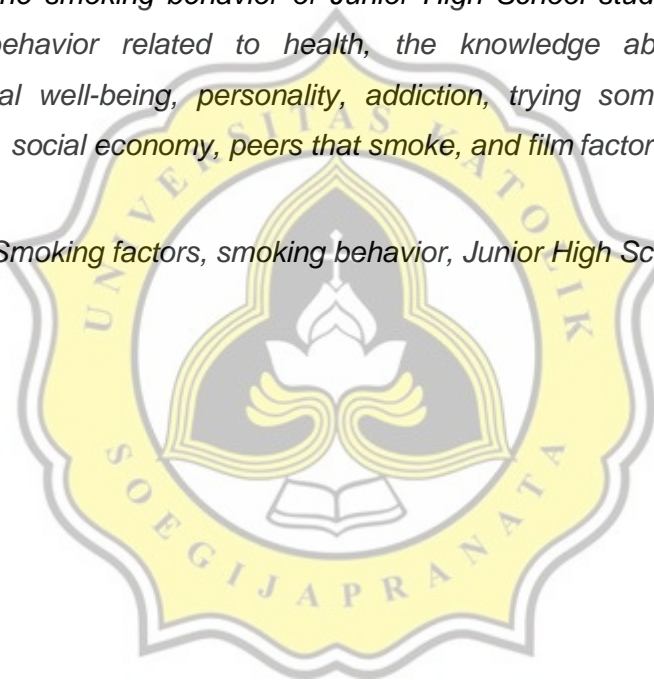 he smoking behavior of Junior High School stud
behavior related to health, the knowledge ab
al well-being, personality, addiction, trying som
social economy, peers that smoke, and film factor
Smoking factors, smoking behavior, Junior High Sc
UNIVERSITAS KATOLIK
SOEGIJAPRANATA